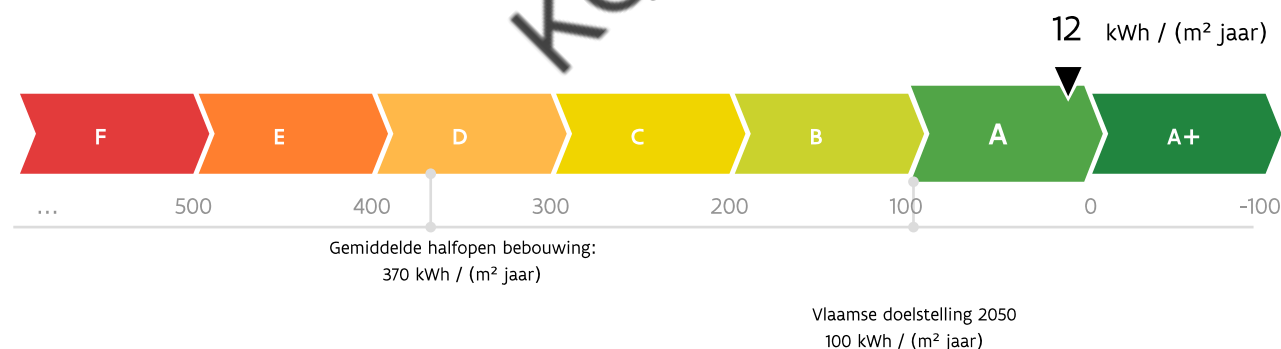 12 kWh / (m² jaar)
F E D C B A A+
... 500 400 300 200 100 0 -100
Gemiddelde halfopen bebouwing:
370 kWh / (m² jaar)
Vlaamse doelstelling 2050
100 kWh / (m² jaar)